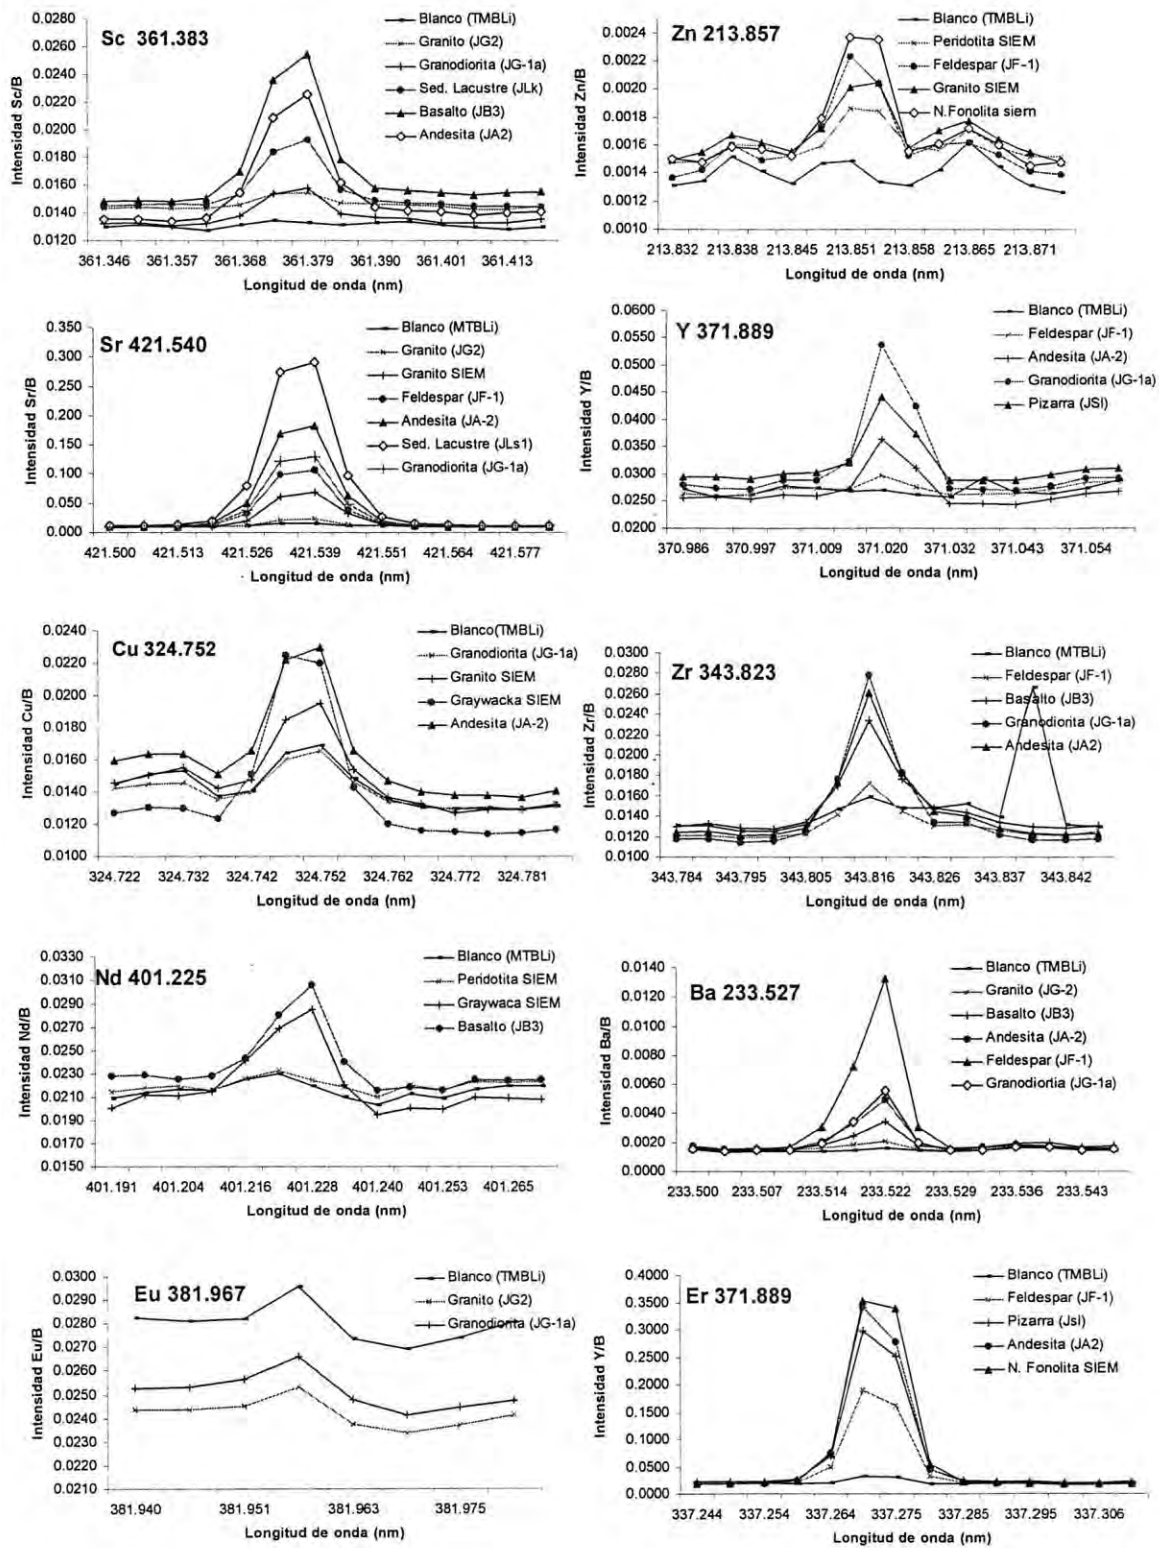 Sc 361.383
Intensidad Sc/B
0.0280
0.0260
0.0240
0.0220
0.0200
0.0180
0.0160
0.0140
0.0120
Blanco (TMBLi)
Granito (JG2)
Granodiorita (JG-1a)
Sed. Lacustre (JLk)
Basalto (JB3)
Andesita (JA2)
361.346 361.357 361.368 361.379 361.390 361.401 361.413
Longitud de onda (nm)
Zn 213.857
Intensidad Zn/B
0.0024
0.0022
0.0020
0.0018
0.0016
0.0014
0.0012
0.0010
Blanco (TMBLi)
Peridotita SIEM
Feldespar (JF-1)
Granito SIEM
N.Fonolita siem
213.832 213.838 213.845 213.851 213.858 213.865 213.871
Longitud de onda (nm)
Sr 421.540
Intensidad Sr/B
0.350
0.300
0.250
0.200
0.150
0.100
0.050
0.000
Blanco (MTBLi)
Granito (JG2)
Granito SIEM
Feldespar (JF-1)
Andesita (JA-2)
Sed. Lacustre (JLs1)
Granodiorita (JG-1a)
421.500 421.513 421.526 421.539 421.551 421.564 421.577
Longitud de onda (nm)
Y 371.889
Intensidad Y/B
0.0600
0.0550
0.0500
0.0450
0.0400
0.0350
0.0300
0.0250
0.0200
Blanco (TMBLi)
Feldespar (JF-1)
Andesita (JA-2)
Granodiorita (JG-1a)
Pizarra (JSl)
370.986 370.997 371.009 371.020 371.032 371.043 371.054
Longitud de onda (nm)
Cu 324.752
Intensidad Cu/B
0.0240
0.0220
0.0200
0.0180
0.0160
0.0140
0.0120
0.0100
Blanco(TMBLi)
Granodiorita (JG-1a)
Granito SIEM
Graywacka SIEM
Andesita (JA-2)
324.722 324.732 324.742 324.752 324.762 324.772 324.781
Longitud de onda (nm)
Zr 343.823
Intensidad Zr/B
0.0300
0.0280
0.0260
0.0240
0.0220
0.0200
0.0180
0.0160
0.0140
0.0120
0.0100
Blanco (MTBLi)
Feldespar (JF-1)
Basalto (JB3)
Granodiorita (JG-1a)
Andesita (JA2)
343.784 343.795 343.805 343.816 343.826 343.837 343.842
Longitud de onda (nm)
Nd 401.225
Intensidad Nd/B
0.0330
0.0310
0.0290
0.0270
0.0250
0.0230
0.0210
0.0190
0.0170
0.0150
Blanco (MTBLi)
Peridotita SIEM
Graywaca SIEM
Basalto (JB3)
401.191 401.204 401.216 401.228 401.240 401.253 401.265
Longitud de onda (nm)
Ba 233.527
Intensidad Ba/B
0.0140
0.0120
0.0100
0.0080
0.0060
0.0040
0.0020
0.0000
Blanco (TMBLi)
Granito (JG-2)
Basalto (JB3)
Andesita (JA-2)
Feldespar (JF-1)
Granodiortia (JG-1a)
233.500 233.507 233.514 233.522 233.529 233.536 233.543
Longitud de onda (nm)
Eu 381.967
Intensidad Eu/B
0.0300
0.0290
0.0280
0.0270
0.0260
0.0250
0.0240
0.0230
0.0220
0.0210
Blanco (TMBLi)
Granito (JG2)
Granodiorita (JG-1a)
381.940 381.951 381.963 381.975
Longitud de onda (nm)
Er 371.889
Intensidad Y/B
0.4000
0.3500
0.3000
0.2500
0.2000
0.1500
0.1000
0.0500
0.0000
Blanco (TMBLi)
Feldespar (JF-1)
Pizarra (Jsl)
Andesita (JA2)
N. Fonolita SIEM
337.244 337.254 337.264 337.275 337.285 337.295 337.306
Longitud de onda (nm)